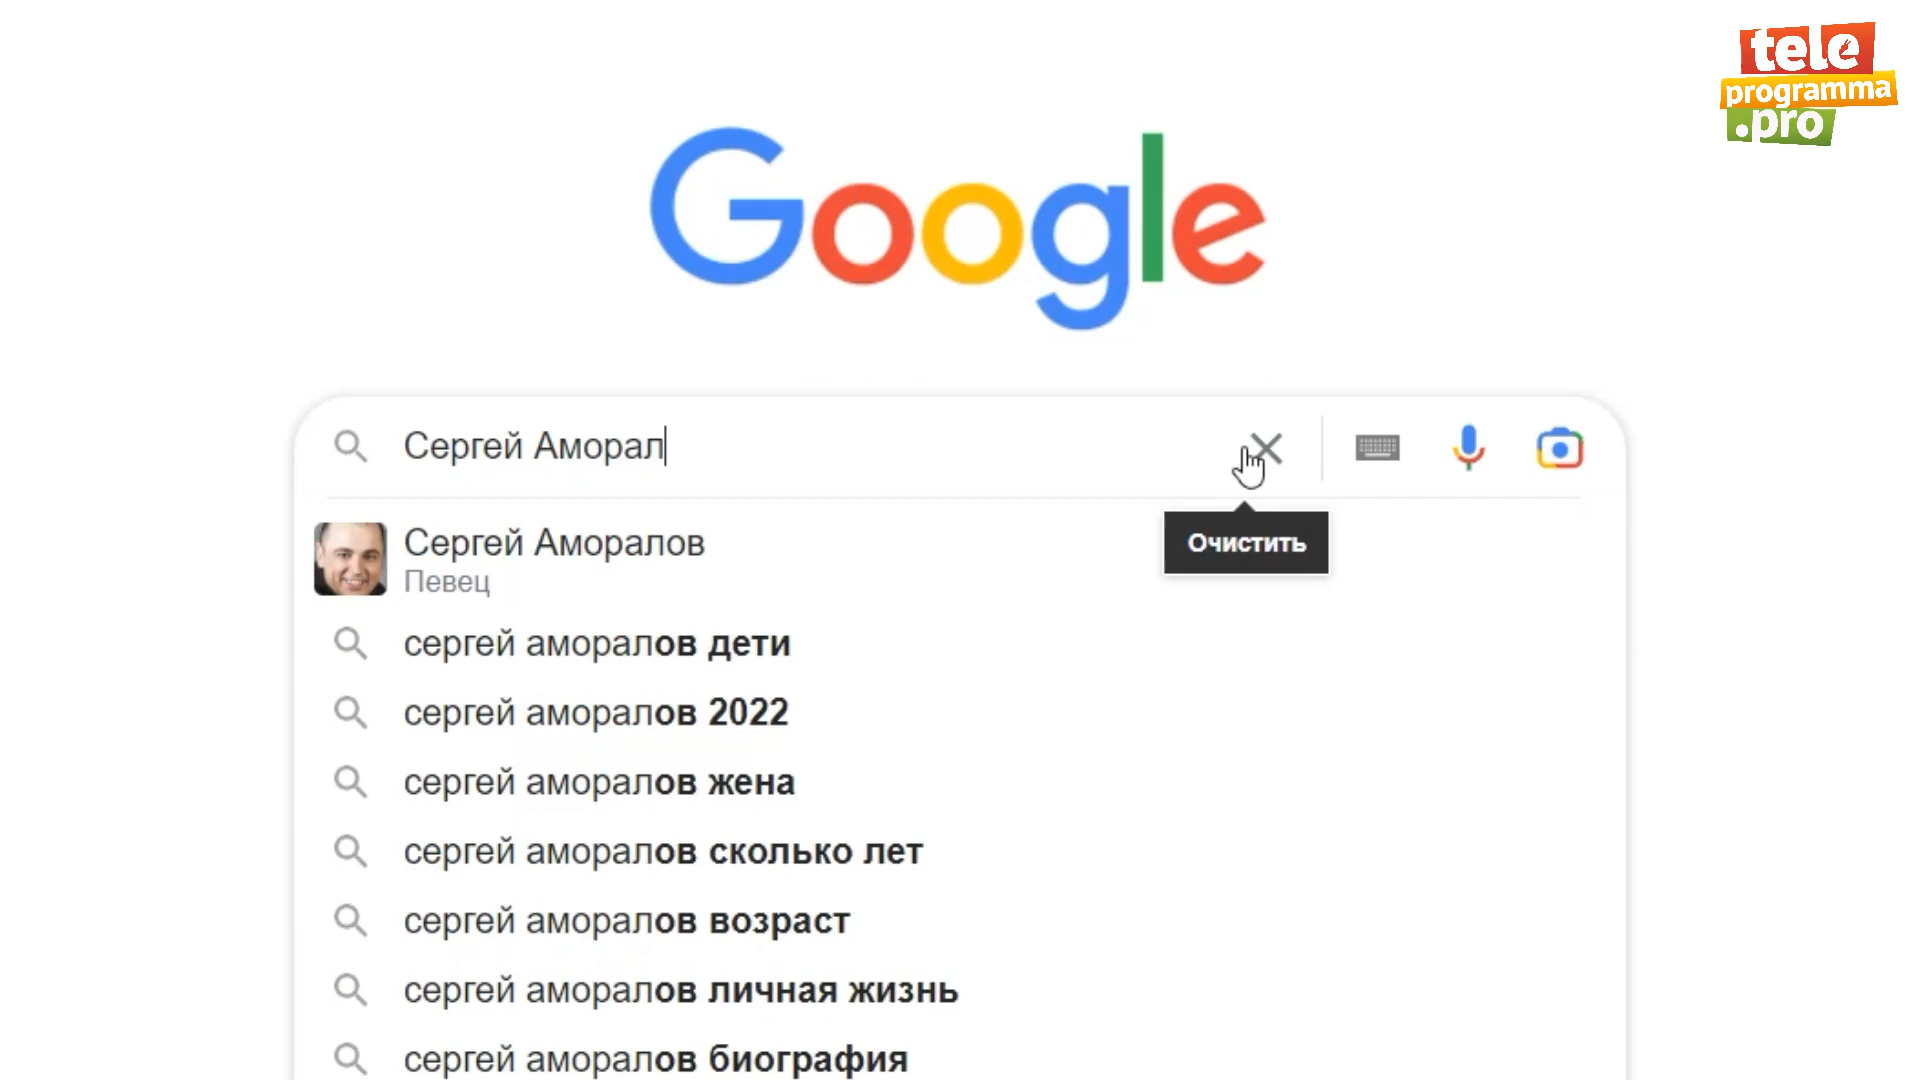 tele
programma
.pro
Google
Сергей Аморал
Очистить
Сергей Аморалов
Певец
сергей аморалов дети
сергей аморалов 2022
сергей аморалов жена
сергей аморалов сколько лет
сергей аморалов возраст
сергей аморалов личная жизнь
сергей аморалов биография